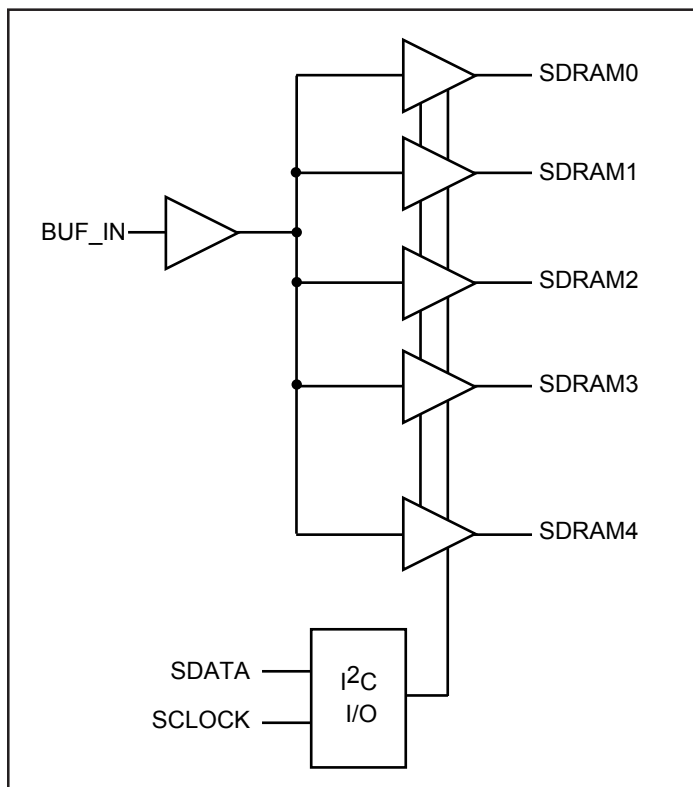 SDRAM0
SDRAM1
BUF_IN
SDRAM2
SDRAM3
SDRAM4
SDATA
I²C
I/O
SCLOCK